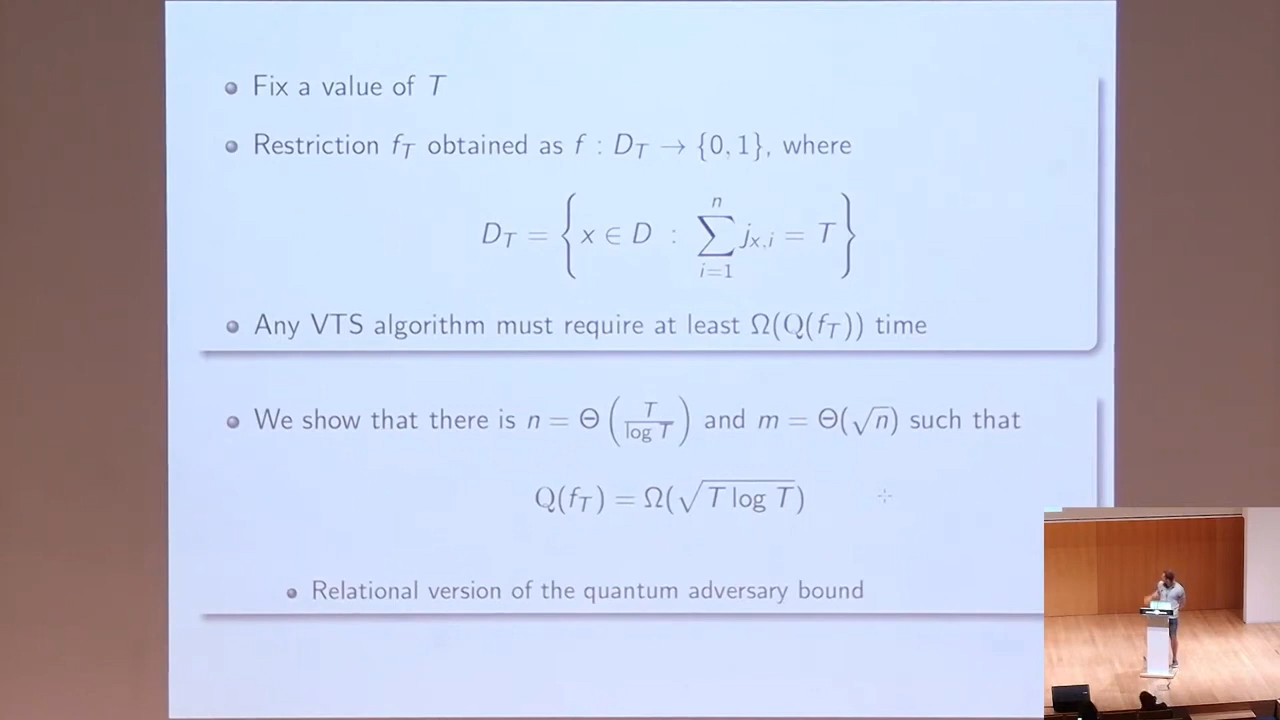 Fix a value of T
Restriction f_T obtained as f : D_T → {0, 1}, where
D_T = { x ∈ D : ∑_{i=1}^{n} j_{x,i} = T }
Any VTS algorithm must require at least Ω(Q(f_T)) time
We show that there is n = Θ(T / log T) and m = Θ(√n) such that
Q(f_T) = Ω(√(T log T))
Relational version of the quantum adversary bound